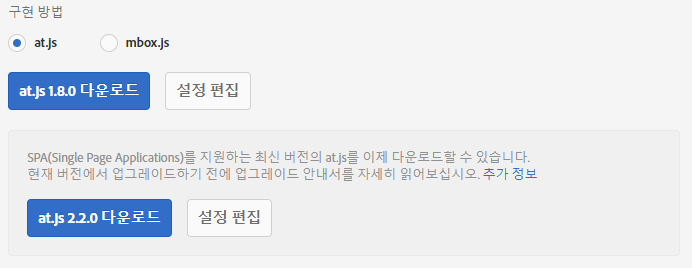 구현 방법
at.js mbox.js
at.js 1.8.0 다운로드 설정 편집
SPA(Single Page Applications)를 지원하는 최신 버전의 at.js를 이제 다운로드할 수 있습니다.
현재 버전에서 업그레이드하기 전에 업그레이드 안내서를 자세히 읽어보십시오. 추가 정보
at.js 2.2.0 다운로드 설정 편집